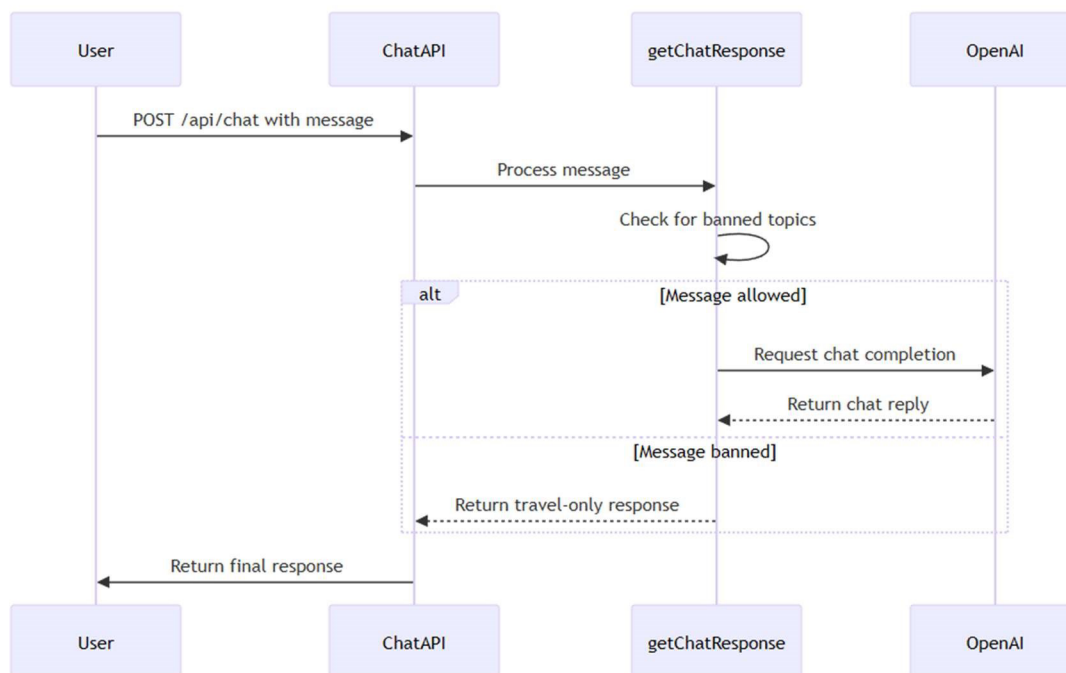 User
ChatAPI
getChatResponse
OpenAI
POST /api/chat with message
Process message
Check for banned topics
alt
[Message allowed]
Request chat completion
Return chat reply
[Message banned]
Return travel-only response
Return final response
User
ChatAPI
getChatResponse
OpenAI